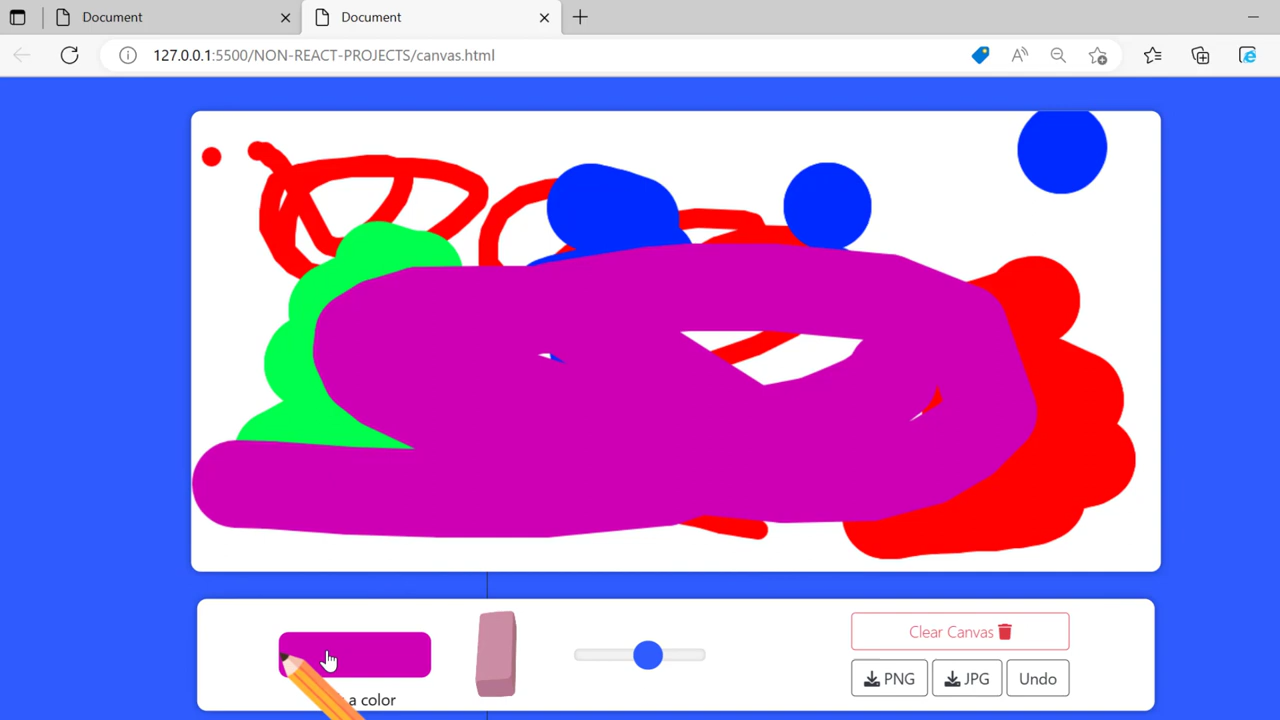 Document
Document
127.0.0.1:5500/NON-REACT-PROJECTS/canvas.html
Clear Canvas
PNG
JPG
Undo
a color